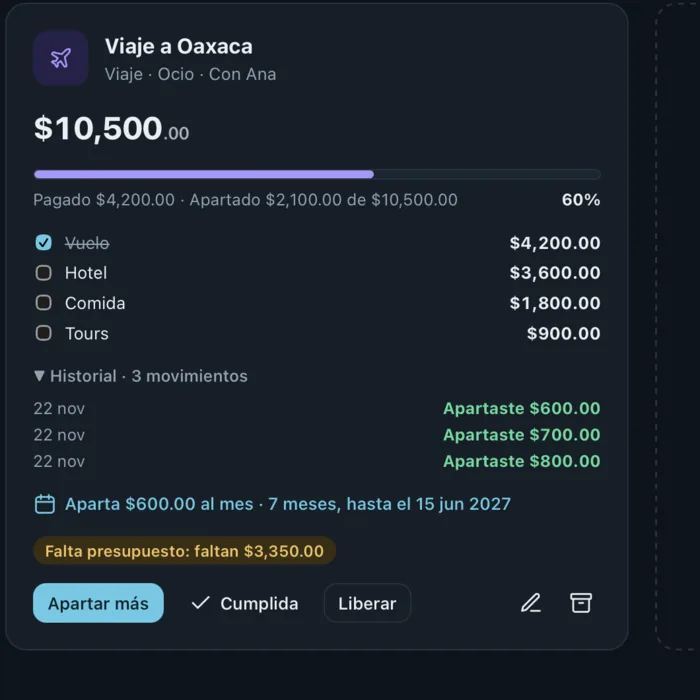 Viaje a Oaxaca
Viaje · Ocio · Con Ana
$10,500.00
Pagado $4,200.00 · Apartado $2,100.00 de $10,500.00 60%
Vuelo $4,200.00
Hotel $3,600.00
Comida $1,800.00
Tours $900.00
▼ Historial · 3 movimientos
22 nov Apartaste $600.00
22 nov Apartaste $700.00
22 nov Apartaste $800.00
Aparta $600.00 al mes · 7 meses, hasta el 15 jun 2027
Falta presupuesto: faltan $3,350.00
Apartar más Cumplida Liberar